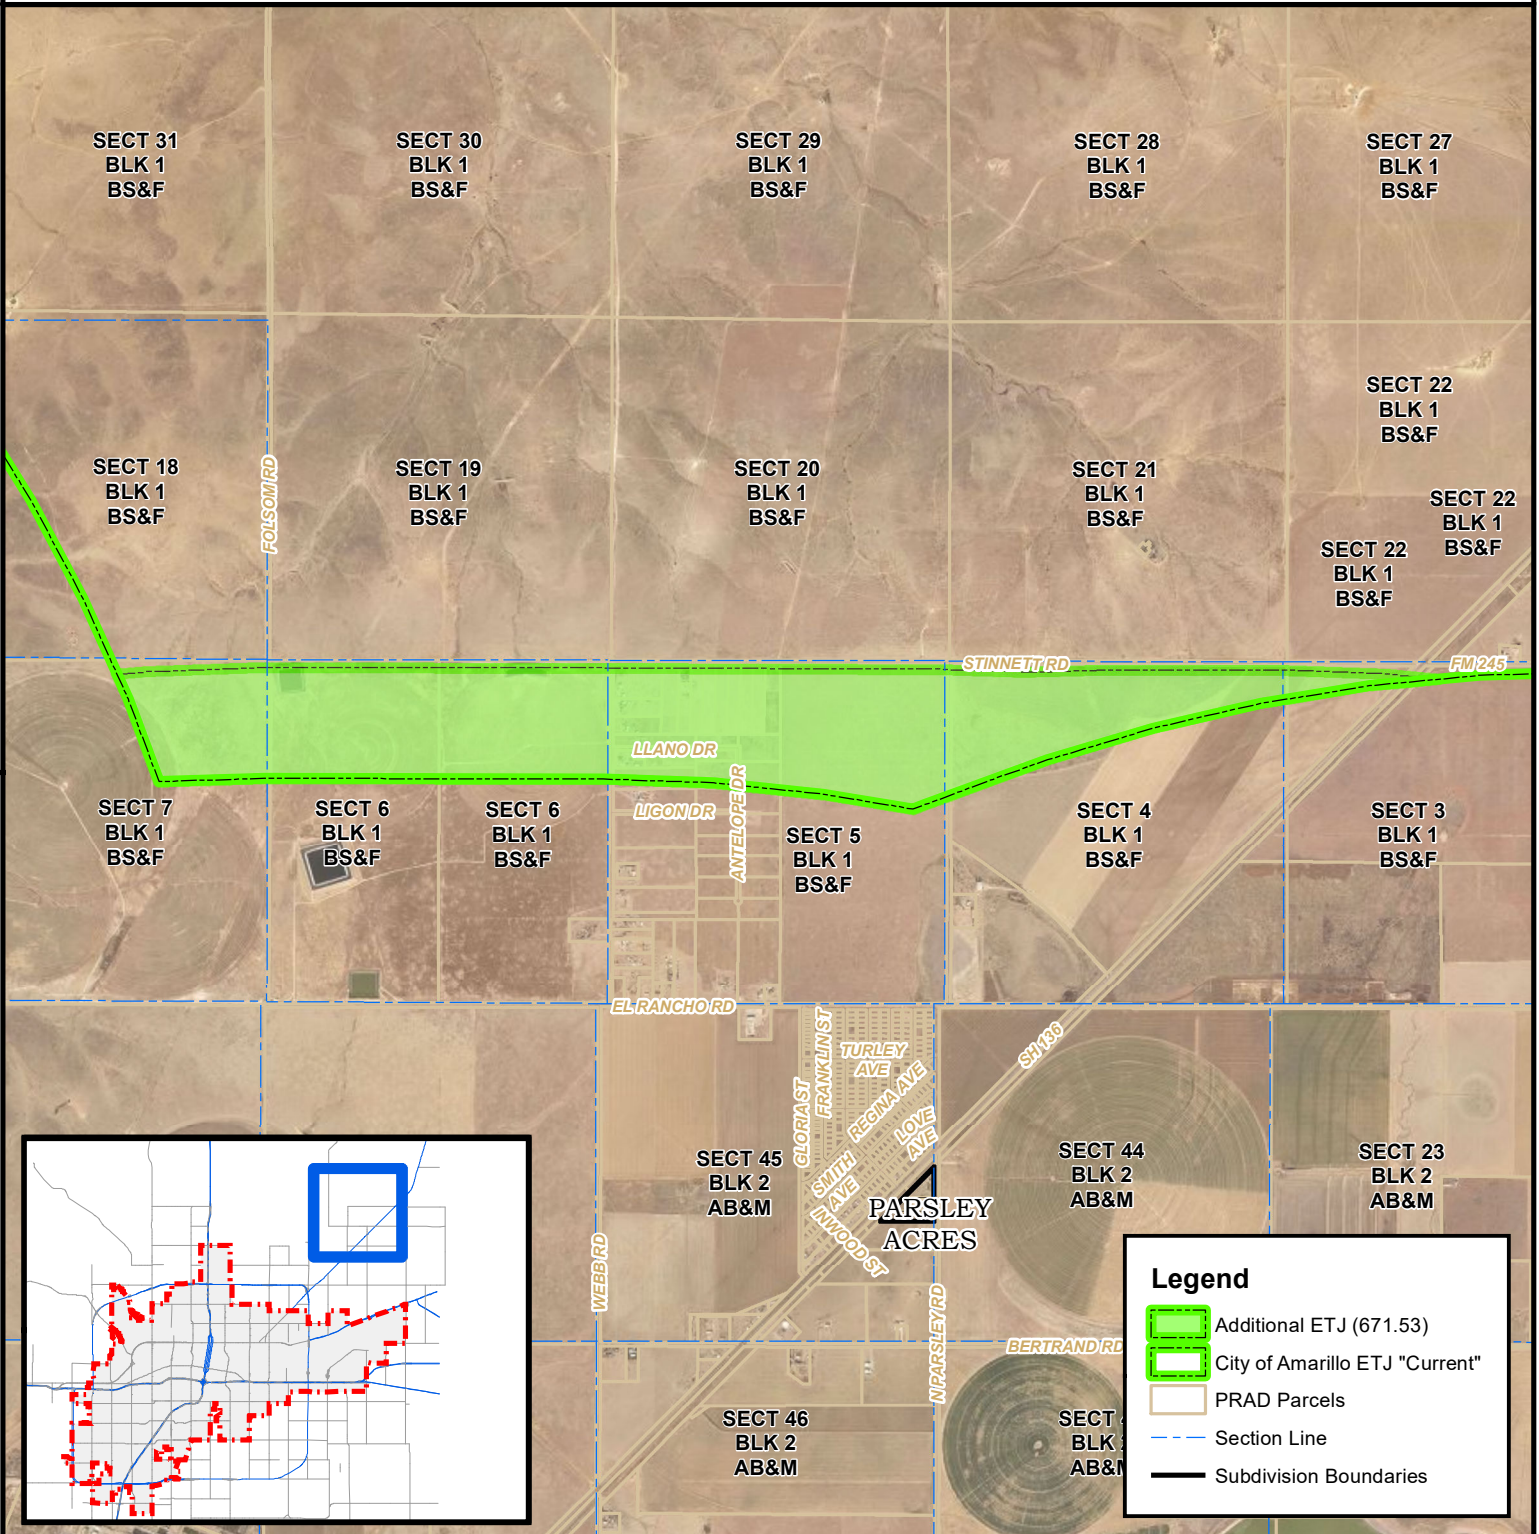 SECT 31
BLK 1
BS&F
SECT 30
BLK 1
BS&F
SECT 29
BLK 1
BS&F
SECT 28
BLK 1
BS&F
SECT 27
BLK 1
BS&F
SECT 22
BLK 1
BS&F
SECT 18
BLK 1
BS&F
FOLSOM RD
SECT 19
BLK 1
BS&F
SECT 20
BLK 1
BS&F
SECT 21
BLK 1
BS&F
SECT 22
BLK 1
BS&F
SECT 22
BLK 1
BS&F
STINNETT RD
FM 245
LLANO DR
ANTELOPE DR
LIGON DR
SECT 7
BLK 1
BS&F
SECT 6
BLK 1
BS&F
SECT 6
BLK 1
BS&F
SECT 5
BLK 1
BS&F
SECT 4
BLK 1
BS&F
SECT 3
BLK 1
BS&F
EL RANCHO RD
GLORIA ST
FRANKLIN ST
TURLEY
AVE
REGINA AVE
LOVE
AVE
SMITH
AVE
INWOOD ST
SH 136
SECT 45
BLK 2
AB&M
SECT 44
BLK 2
AB&M
SECT 23
BLK 2
AB&M
PARSLEY
ACRES
WEBB RD
N PARSLEY RD
BERTRAND RD
SECT 46
BLK 2
AB&M
SECT
BLK
Legend
Additional ETJ (671.53)
City of Amarillo ETJ "Current"
PRAD Parcels
Section Line
Subdivision Boundaries